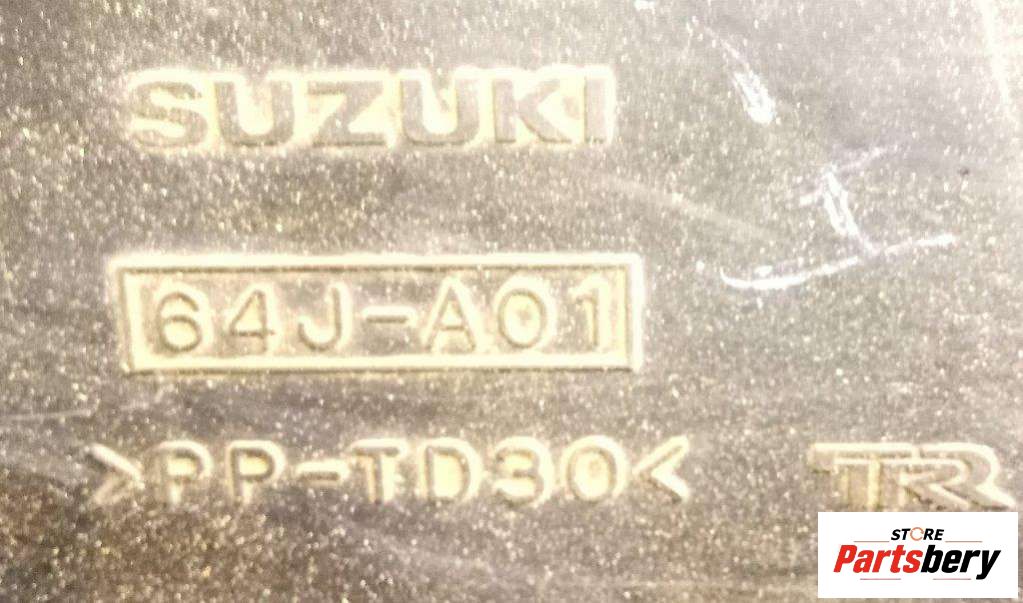 SUZUKI
64J-A01
>PP-TD30<
TR
STORE
Partsbery